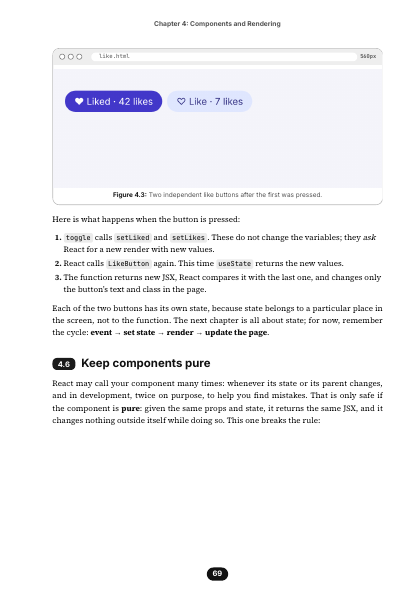 Chapter 4: Components and Rendering
like.html
560px
♥ Liked · 42 likes
♡ Like · 7 likes
Figure 4.3: Two independent like buttons after the first was pressed.
Here is what happens when the button is pressed:
1. toggle calls setLiked and setLikes. These do not change the variables; they ask
React for a new render with new values.
2. React calls LikeButton again. This time useState returns the new values.
3. The function returns new JSX, React compares it with the last one, and changes only
the button's text and class in the page.
Each of the two buttons has its own state, because state belongs to a particular place in
the screen, not to the function. The next chapter is all about state; for now, remember
the cycle: event → set state → render → update the page.
4.6 Keep components pure
React may call your component many times: whenever its state or its parent changes,
and in development, twice on purpose, to help you find mistakes. That is only safe if
the component is pure: given the same props and state, it returns the same JSX, and it
changes nothing outside itself while doing so. This one breaks the rule:
69